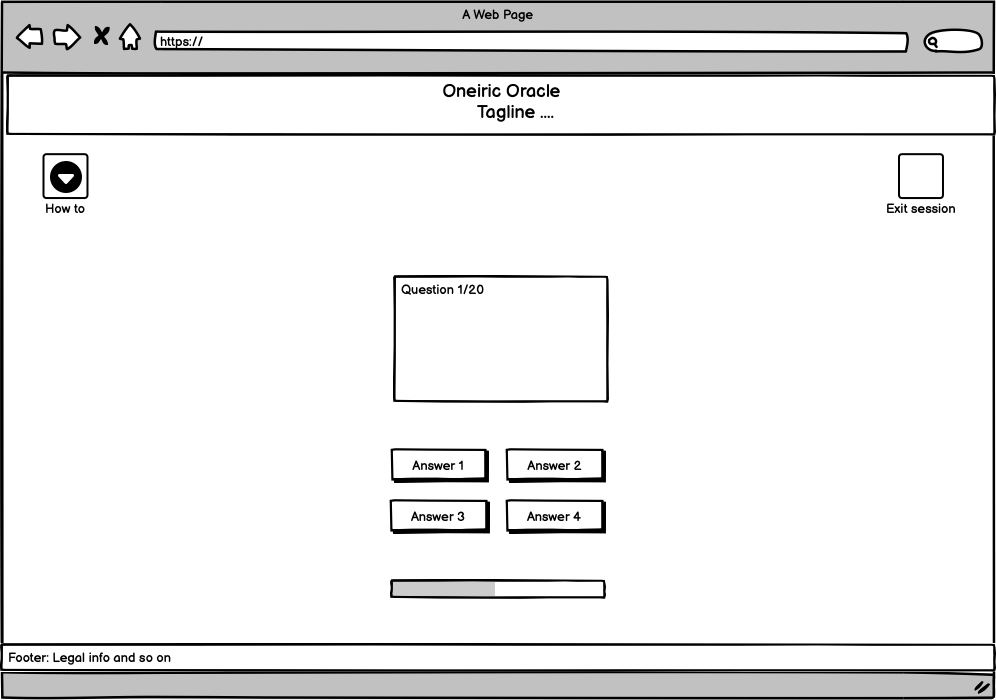 A Web Page
https://
Oneiric Oracle
Tagline ....
How to
Exit session
Question 1/20
Answer 1
Answer 2
Answer 3
Answer 4
Footer: Legal info and so on